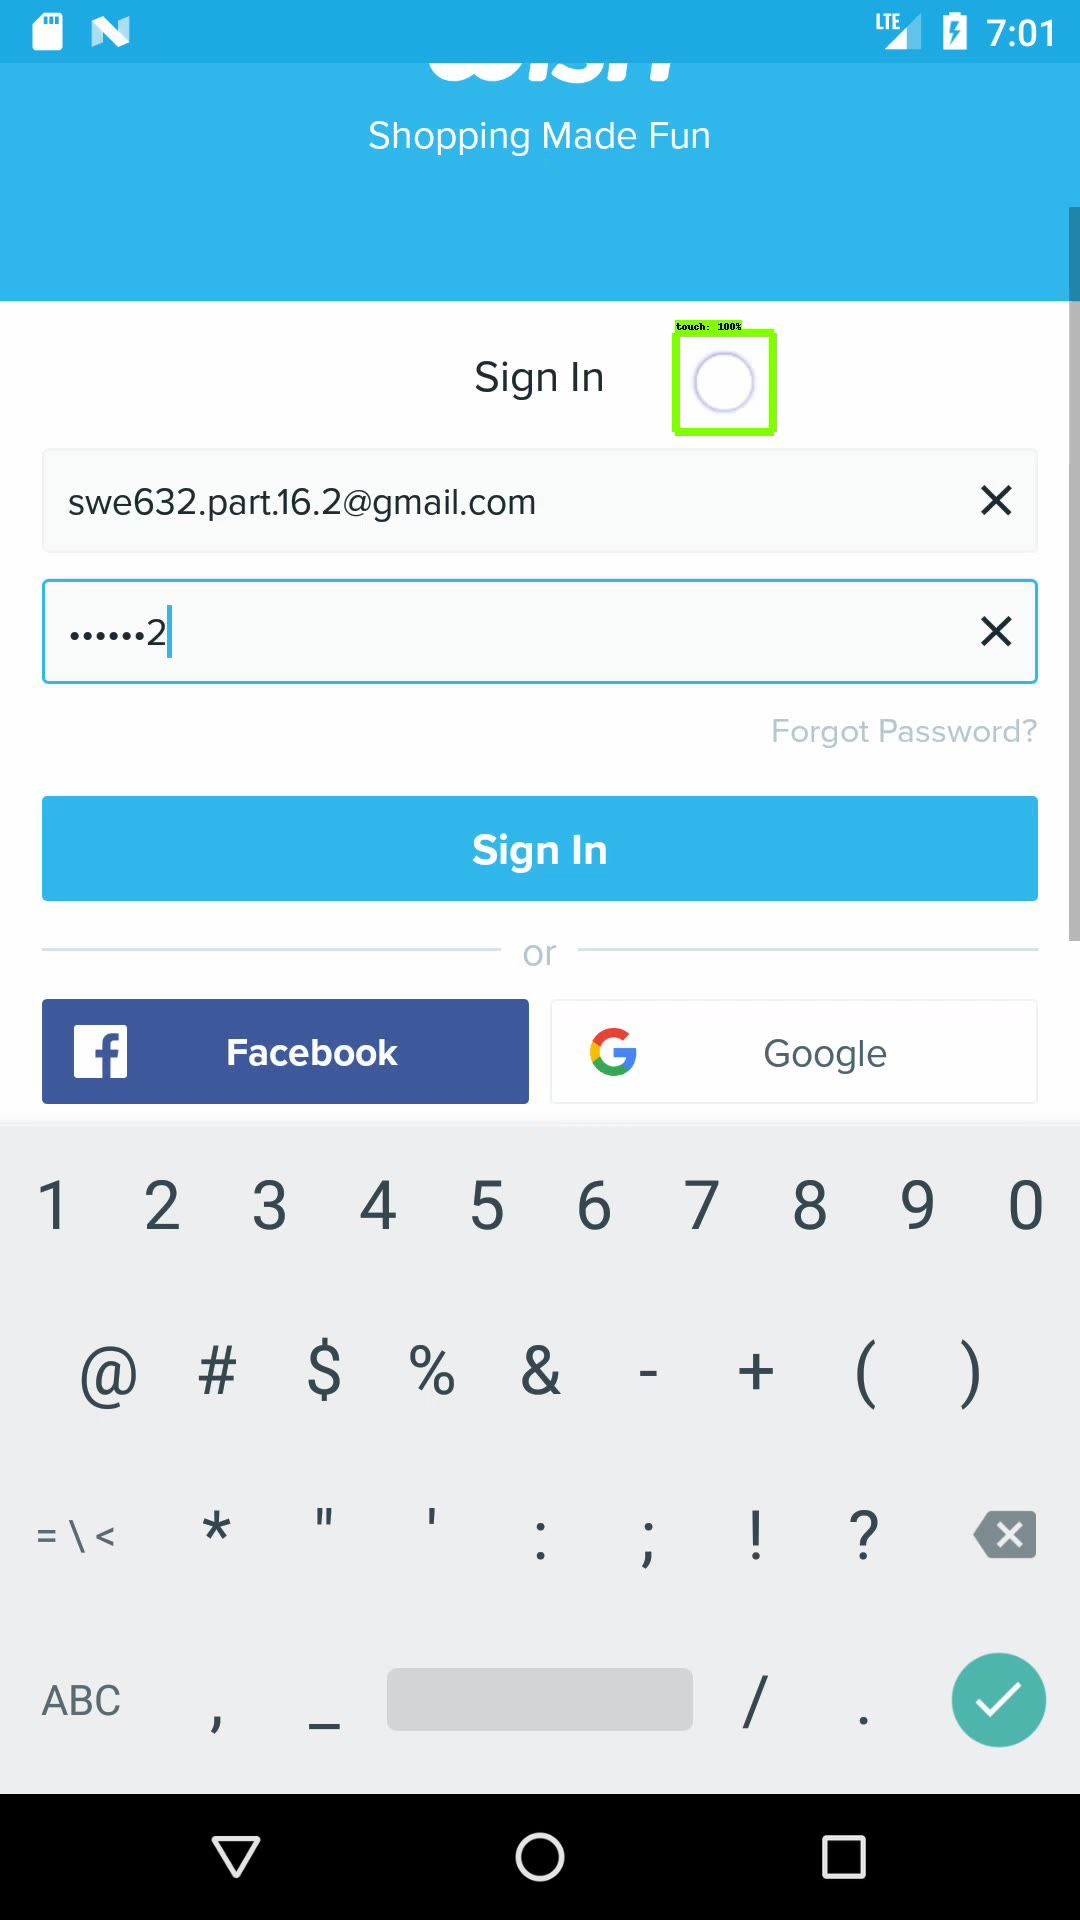 LTE 7:01
wish
Shopping Made Fun
touch: 100%
Sign In
swe632.part.16.2@gmail.com
••••••2
Forgot Password?
Sign In
or
Facebook
Google
1 2 3 4 5 6 7 8 9 0
@ # $ % & - + ( )
= \ < * " ' : ; ! ?
ABC , _ / .